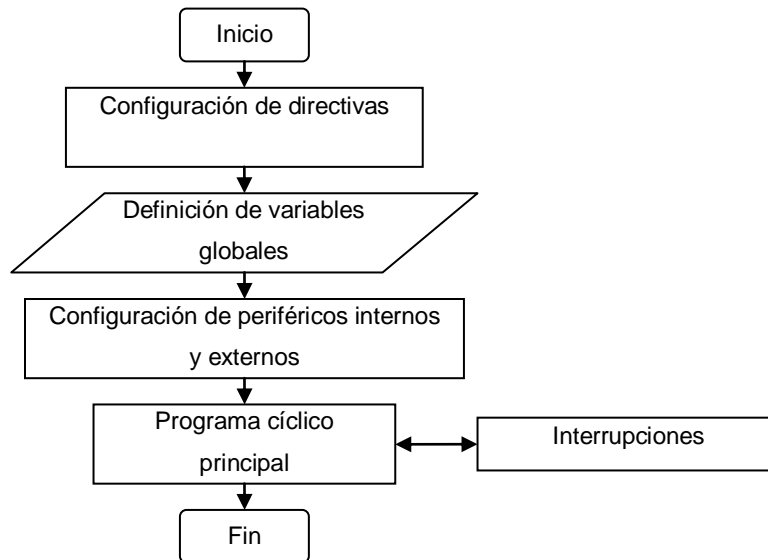 Inicio
Configuración de directivas
Definición de variables
globales
Configuración de periféricos internos
y externos
Programa cíclico
principal
Interrupciones
Fin